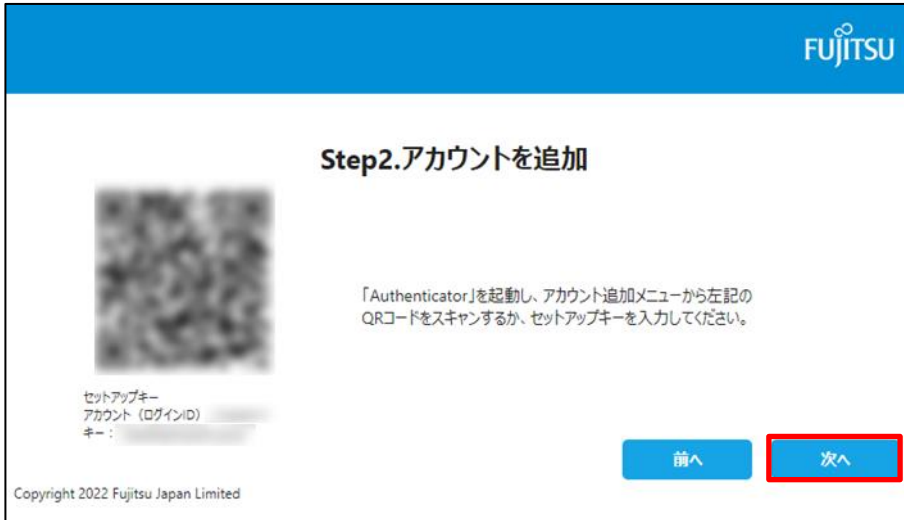 FUJITSU
Step2.アカウントを追加
「Authenticator」を起動し、アカウント追加メニューから左記の
QRコードをスキャンするか、セットアップキーを入力してください。
セットアップキー
アカウント（ログインID）
キー：
前へ
次へ
Copyright 2022 Fujitsu Japan Limited